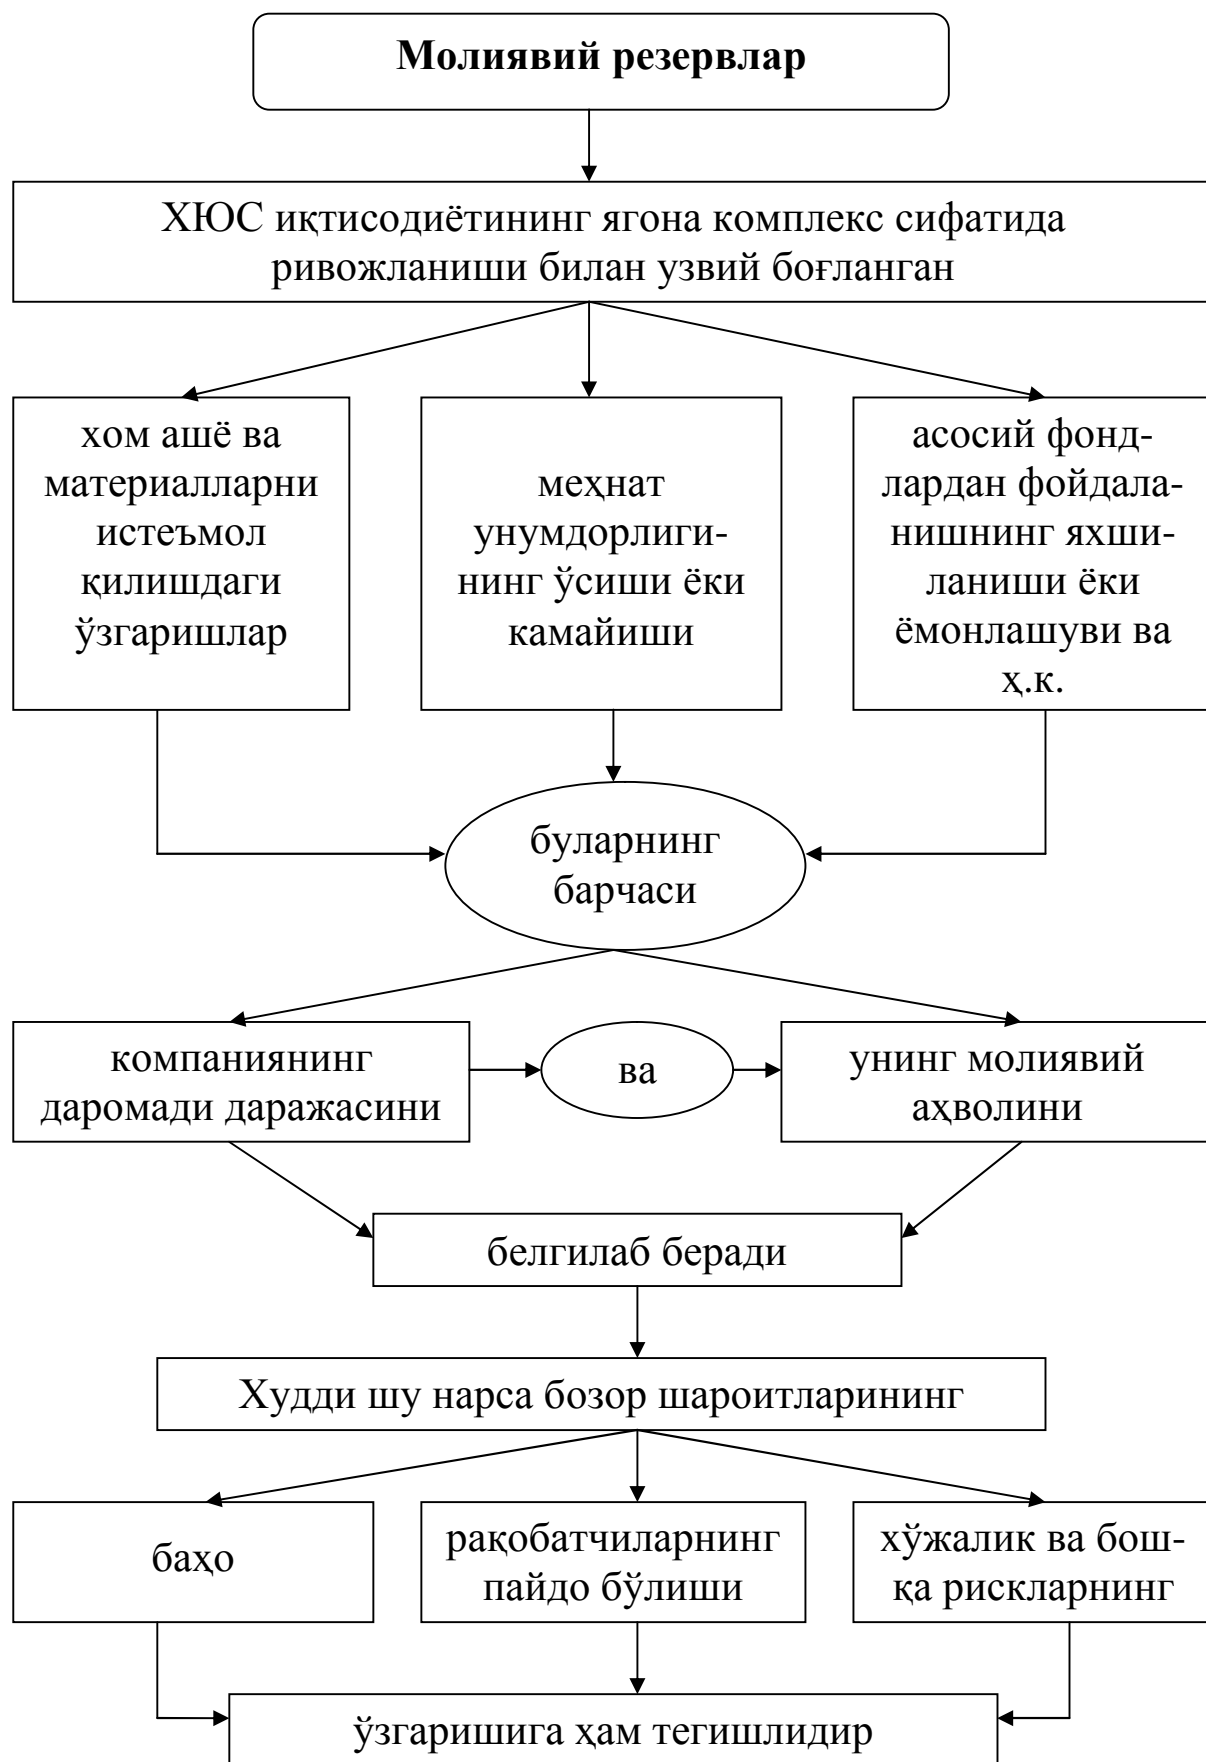 Молиявий резервлар
ХЮС иқтисодиётининг ягона комплекс сифатида
ривожланиши билан узвий боғланган
хом ашё ва
материалларни
истеъмол
қилишдаги
ўзгаришлар
меҳнат
унумдорлиги-
нинг ўсиши ёки
камайиши
асосий фонд-
лардан фойдала-
нишнинг яхши-
ланиши ёки
ёмонлашуви ва
ҳ.к.
буларнинг
барчаси
компаниянинг
даромади даражасини
ва
унинг молиявий
аҳволини
белгилаб беради
Худди шу нарса бозор шароитларининг
баҳо
рақобатчиларнинг
пайдо бўлиши
хўжалик ва бош-
қа рискларнинг
ўзгаришига ҳам тегишлидир